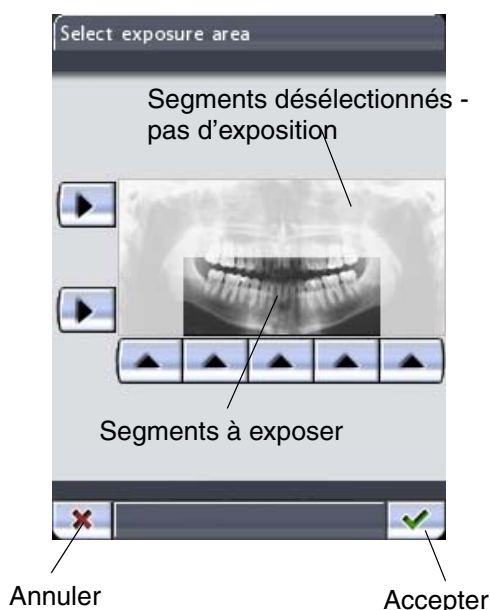 Select exposure area
Segments désélectionnés -
pas d'exposition
Segments à exposer
Annuler
Accepter